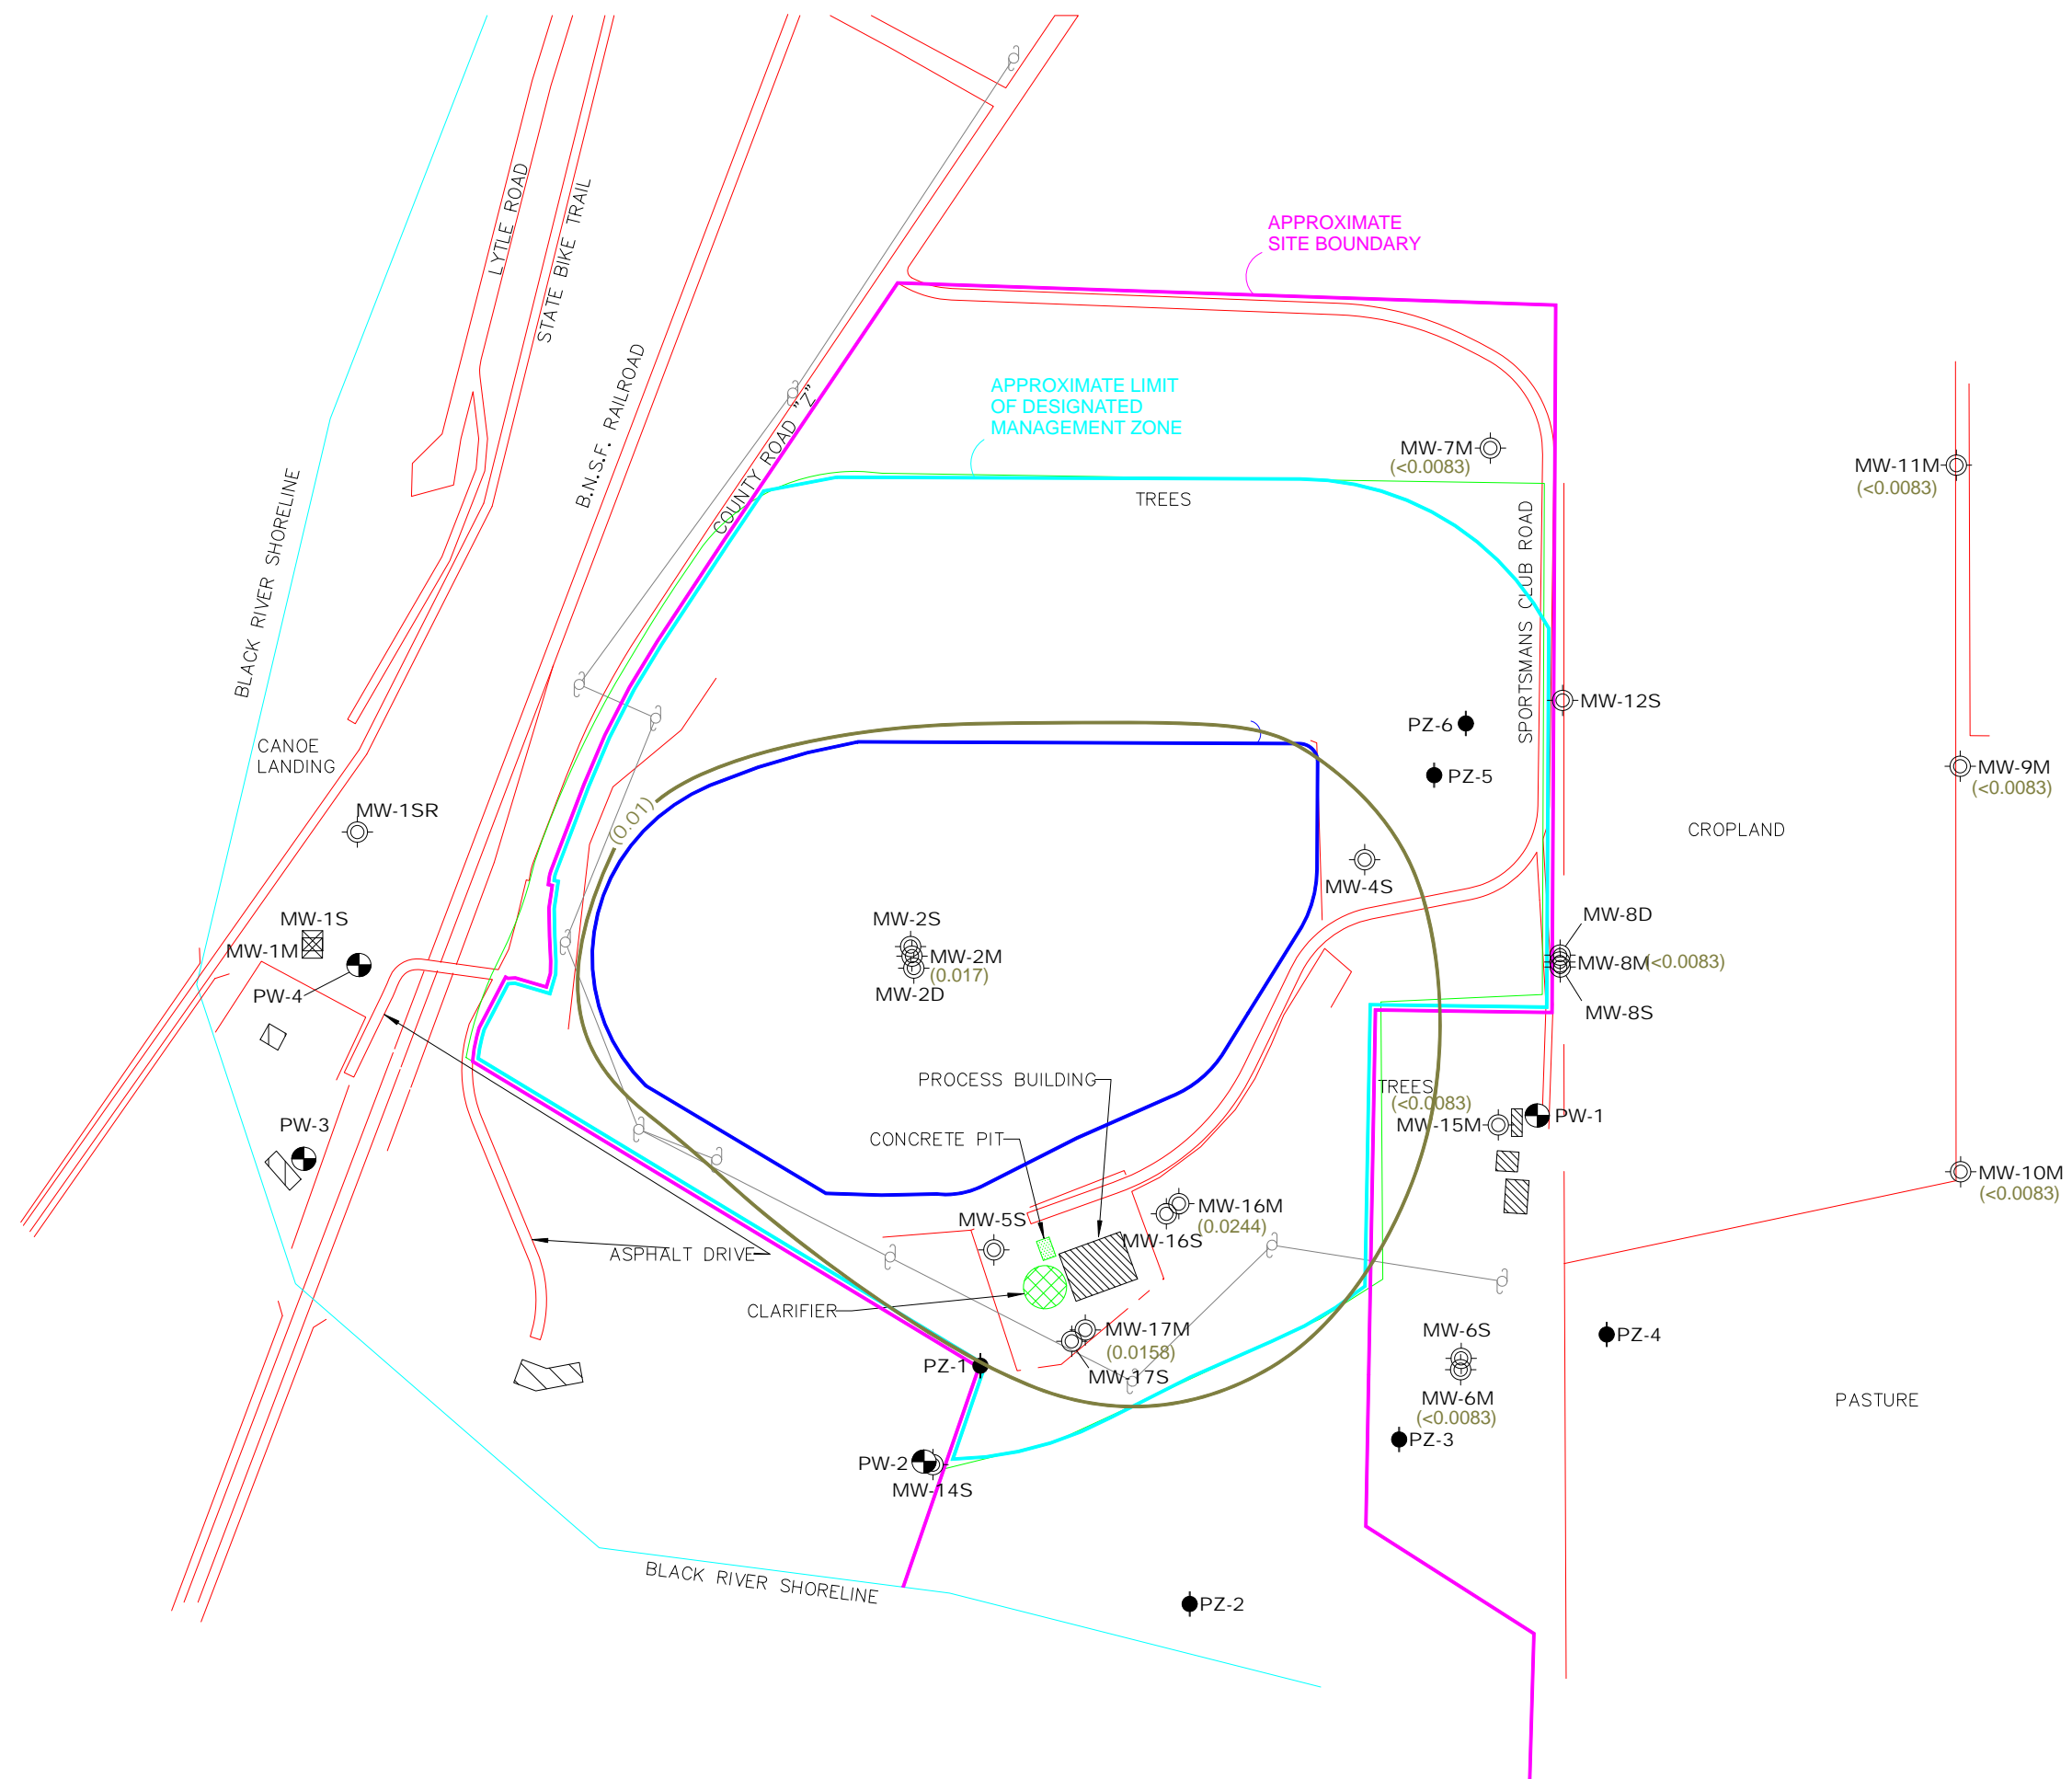 APPROXIMATE
SITE BOUNDARY
LYTLE ROAD
STATE BIKE TRAIL
B.N.S.F. RAILROAD
COUNTY ROAD "Z"
APPROXIMATE LIMIT
OF DESIGNATED
MANAGEMENT ZONE
TREES
MW-7M
(<0.0083)
MW-11M
(<0.0083)
BLACK RIVER SHORELINE
SPORTSMANS CLUB ROAD
MW-12S
PZ-6
PZ-5
MW-9M
(<0.0083)
CANOE
LANDING
MW-1SR
(0.01)
CROPLAND
MW-4S
MW-1S
MW-1M
PW-4
MW-2S
MW-2M
(0.017)
MW-2D
MW-8D
MW-8M
(<0.0083)
MW-8S
PROCESS BUILDING
TREES
(<0.0083)
MW-15M
PW-1
PW-3
CONCRETE PIT
MW-10M
(<0.0083)
MW-5S
MW-16M
(0.0244)
MW-16S
ASPHALT DRIVE
CLARIFIER
MW-17M
(0.0158)
MW-17S
PZ-1
MW-6S
MW-6M
(<0.0083)
PZ-4
PZ-3
PASTURE
PW-2
MW-14S
BLACK RIVER SHORELINE
PZ-2